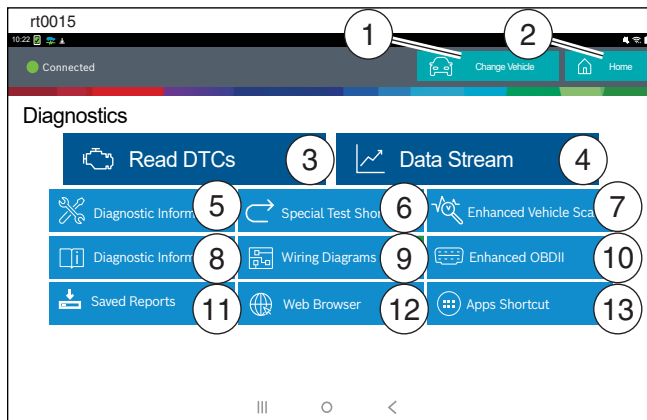 rt0015
10:22
1
2
Connected
Change Vehicle
Home
Diagnostics
Read DTCs
3
Data Stream
4
Diagnostic Inform
5
Special Test Shor
6
Enhanced Vehicle Sca
7
Diagnostic Inform
8
Wiring Diagrams
9
Enhanced OBDII
10
Saved Reports
11
Web Browser
12
Apps Shortcut
13